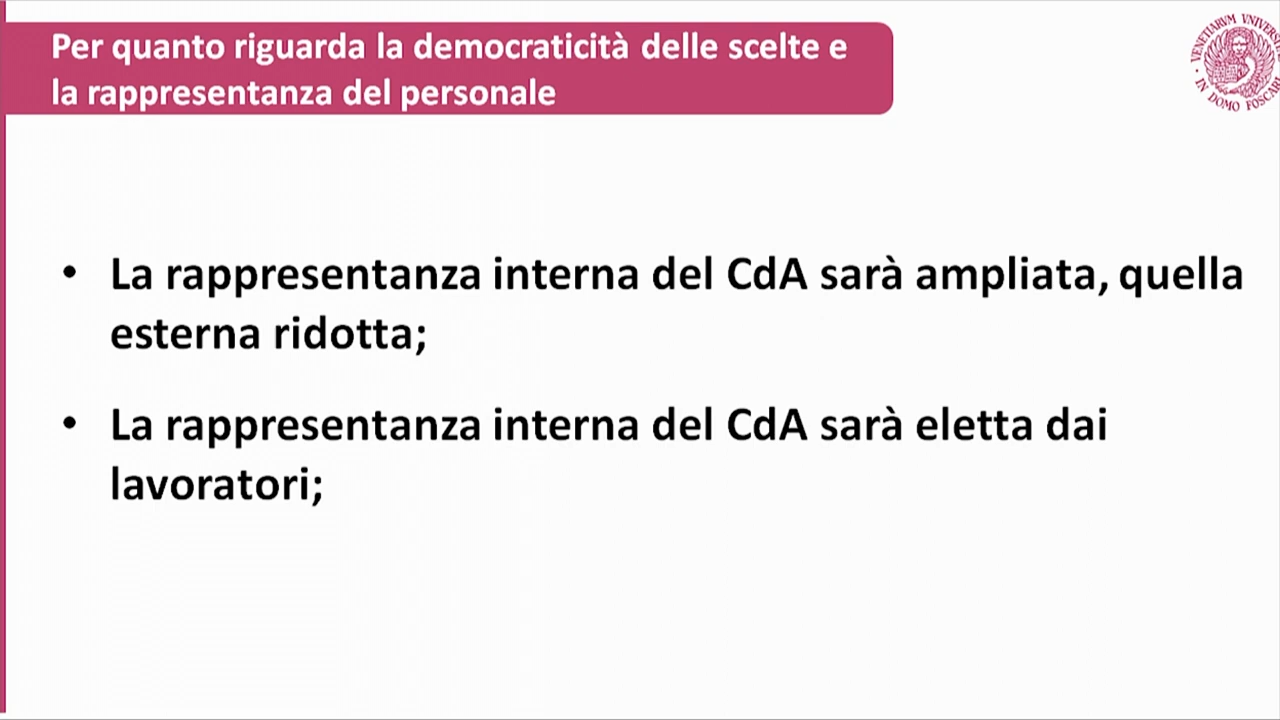 Per quanto riguarda la democraticità delle scelte e
la rappresentanza del personale
• La rappresentanza interna del CdA sarà ampliata, quella
esterna ridotta;
• La rappresentanza interna del CdA sarà eletta dai
lavoratori;